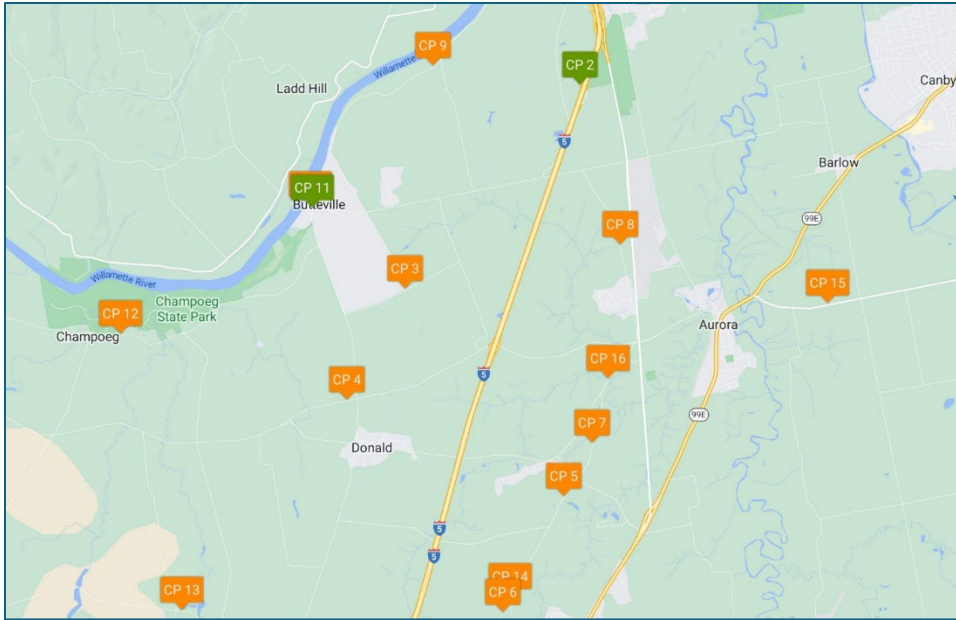 CP 9
Willamette
CP 2
Ladd Hill
Canby
5
Barlow
CP 11
Butteville
99E
CP 8
CP 3
Willamette River
CP 15
Champoeg
State Park
CP 12
Champoeg
Aurora
CP 16
5
CP 4
99E
CP 7
Donald
CP 5
5
5
CP 14
CP 13
CP 6